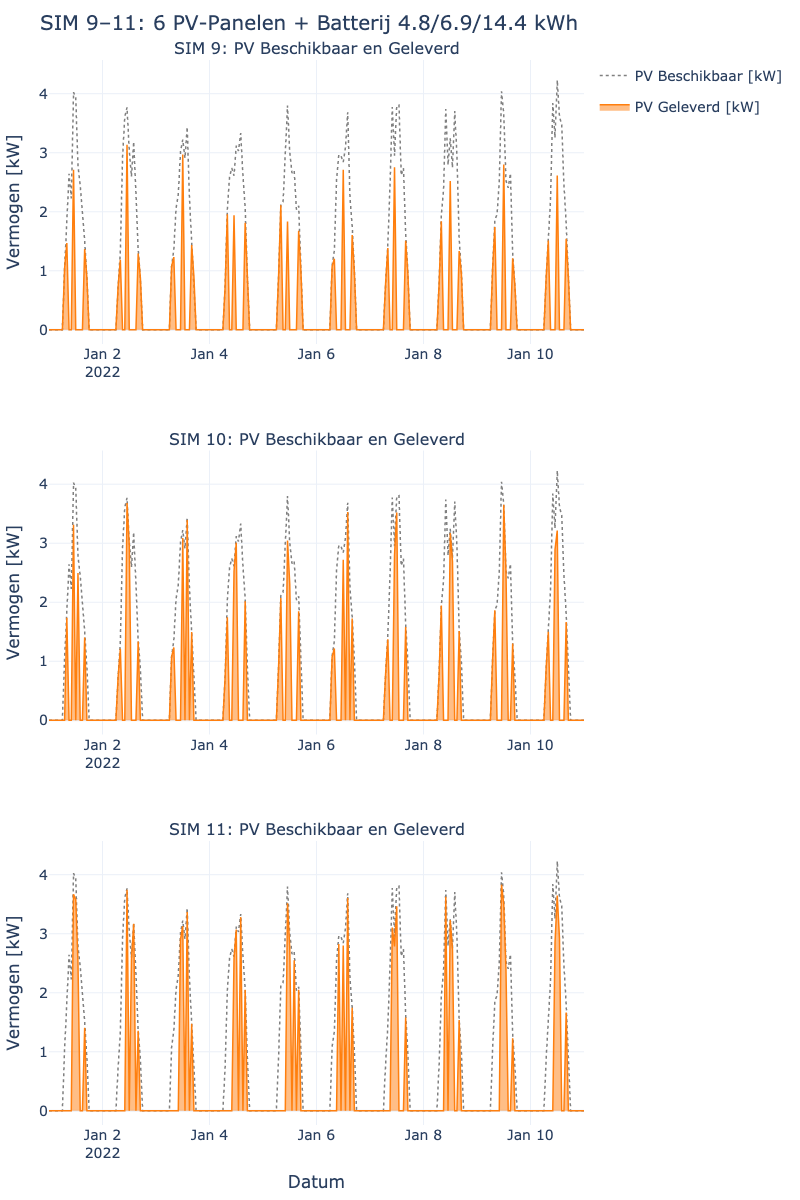 SIM 9–11: 6 PV-Panelen + Batterij 4.8/6.9/14.4 kWh
SIM 9: PV Beschikbaar en Geleverd
PV Beschikbaar [kW]
PV Geleverd [kW]
Vermogen [kW]
4
3
2
1
0
Jan 2
2022
Jan 4
Jan 6
Jan 8
Jan 10
SIM 10: PV Beschikbaar en Geleverd
Vermogen [kW]
4
3
2
1
0
Jan 2
2022
Jan 4
Jan 6
Jan 8
Jan 10
SIM 11: PV Beschikbaar en Geleverd
Vermogen [kW]
4
3
2
1
0
Jan 2
2022
Jan 4
Jan 6
Jan 8
Jan 10
Datum